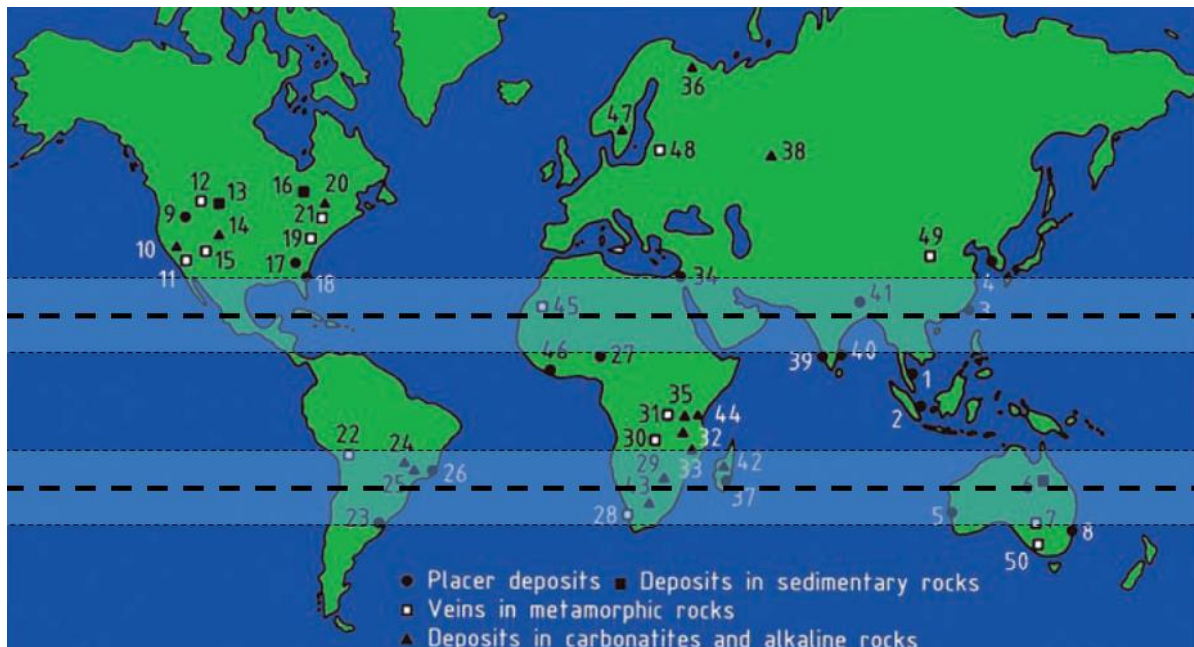 36
47
48 38
12 13 16 20
9 14 21
19 49
10 15
11 17 18 34 4
45 41 3
46 27 39 40
1
35
31 44 2
22 24 30 32
26 29 33 42
25 43 6
37
23 28 5 7 8
50
Placer deposits Deposits in sedimentary rocks
Veins in metamorphic rocks
Deposits in carbonatites and alkaline rocks